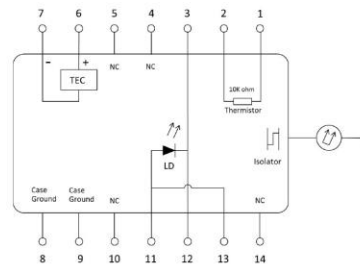 7 6 5 4 3 2 1
- + NC NC 10K ohm
TEC Thermistor
Isolator
LD
Case Ground
Case Ground
NC NC
8 9 10 11 12 13 14